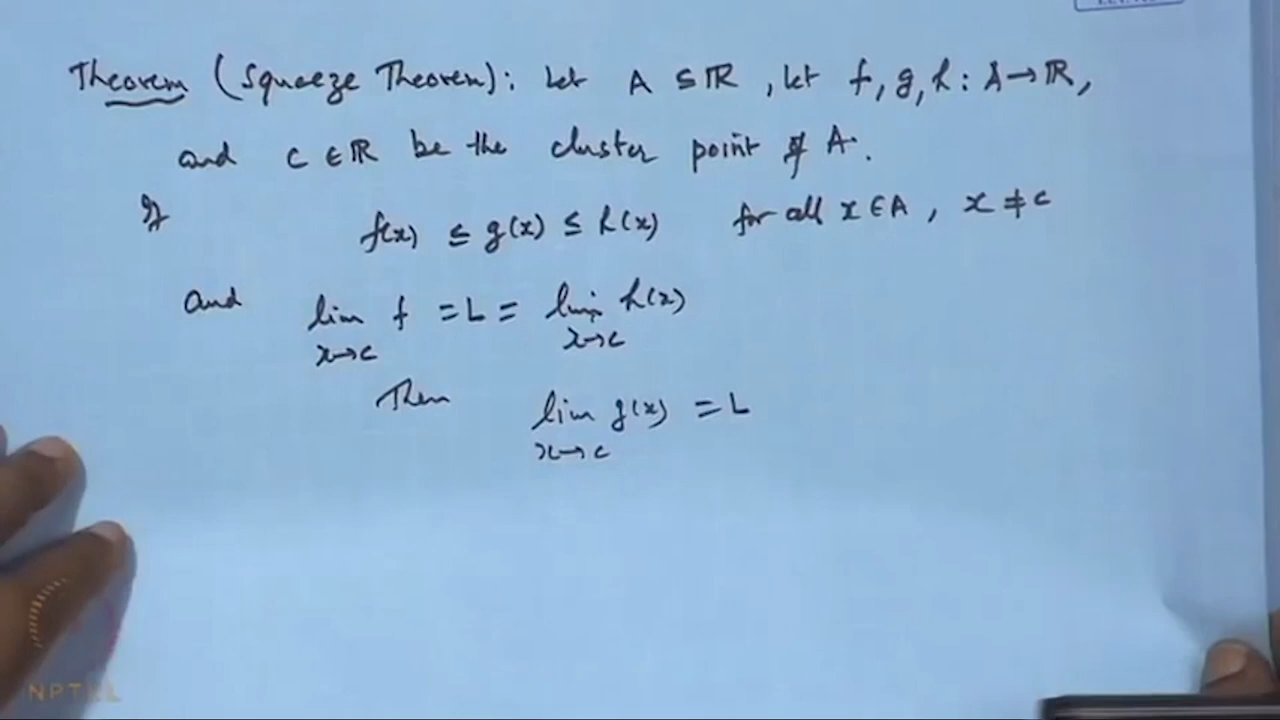 Theorem (Squeeze Theorem): Let A ⊆ ℝ, let f, g, h : A → ℝ,
and c ∈ ℝ be the cluster point of A.
If f(x) ≤ g(x) ≤ h(x) for all x ∈ A, x ≠ c
and lim f = L = lim h(x)
x→c x→c
Then lim g(x) = L
x→c
NPTEL